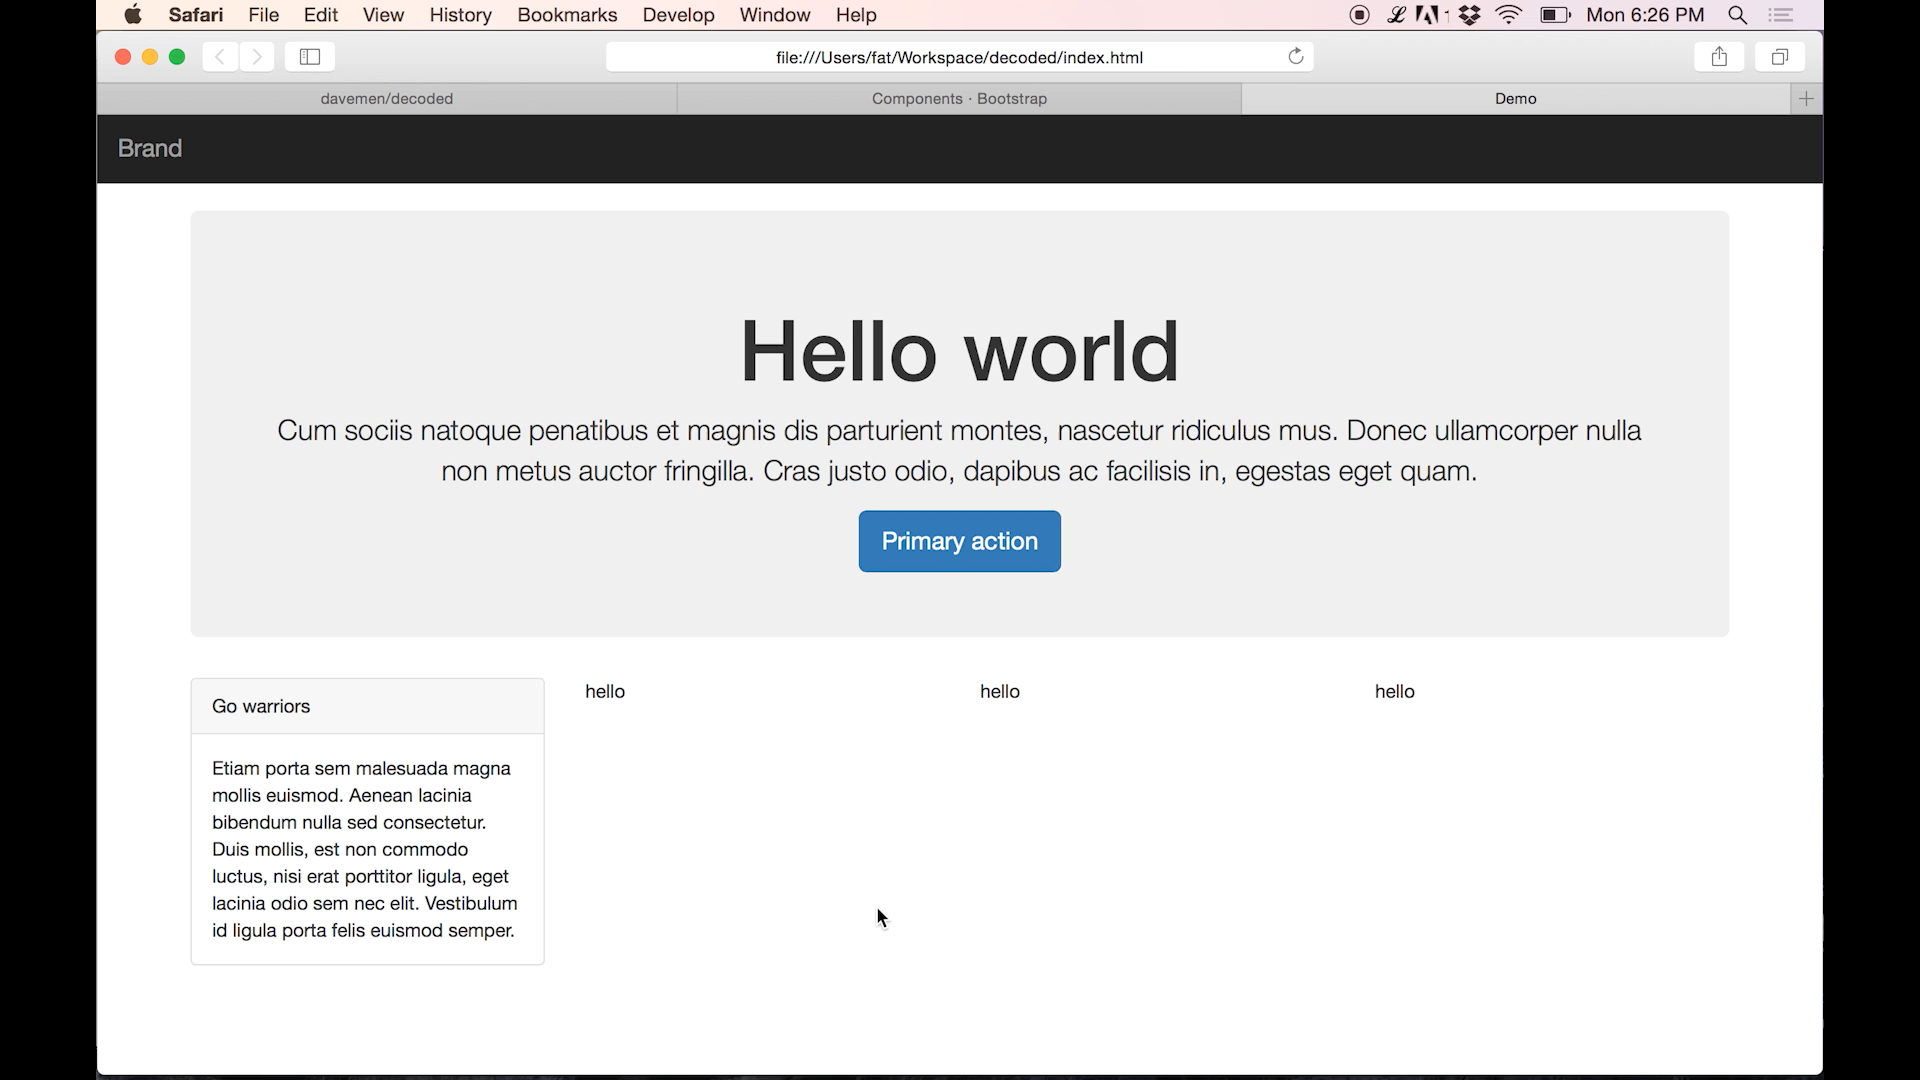 Safari File Edit View History Bookmarks Develop Window Help 1 Mon 6:26 PM
file:///Users/fat/Workspace/decoded/index.html
davemen/decoded Components · Bootstrap Demo
Brand
Hello world
Cum sociis natoque penatibus et magnis dis parturient montes, nascetur ridiculus mus. Donec ullamcorper nulla
non metus auctor fringilla. Cras justo odio, dapibus ac facilisis in, egestas eget quam.
Primary action
Go warriors
Etiam porta sem malesuada magna
mollis euismod. Aenean lacinia
bibendum nulla sed consectetur.
Duis mollis, est non commodo
luctus, nisi erat porttitor ligula, eget
lacinia odio sem nec elit. Vestibulum
id ligula porta felis euismod semper.
hello
hello
hello